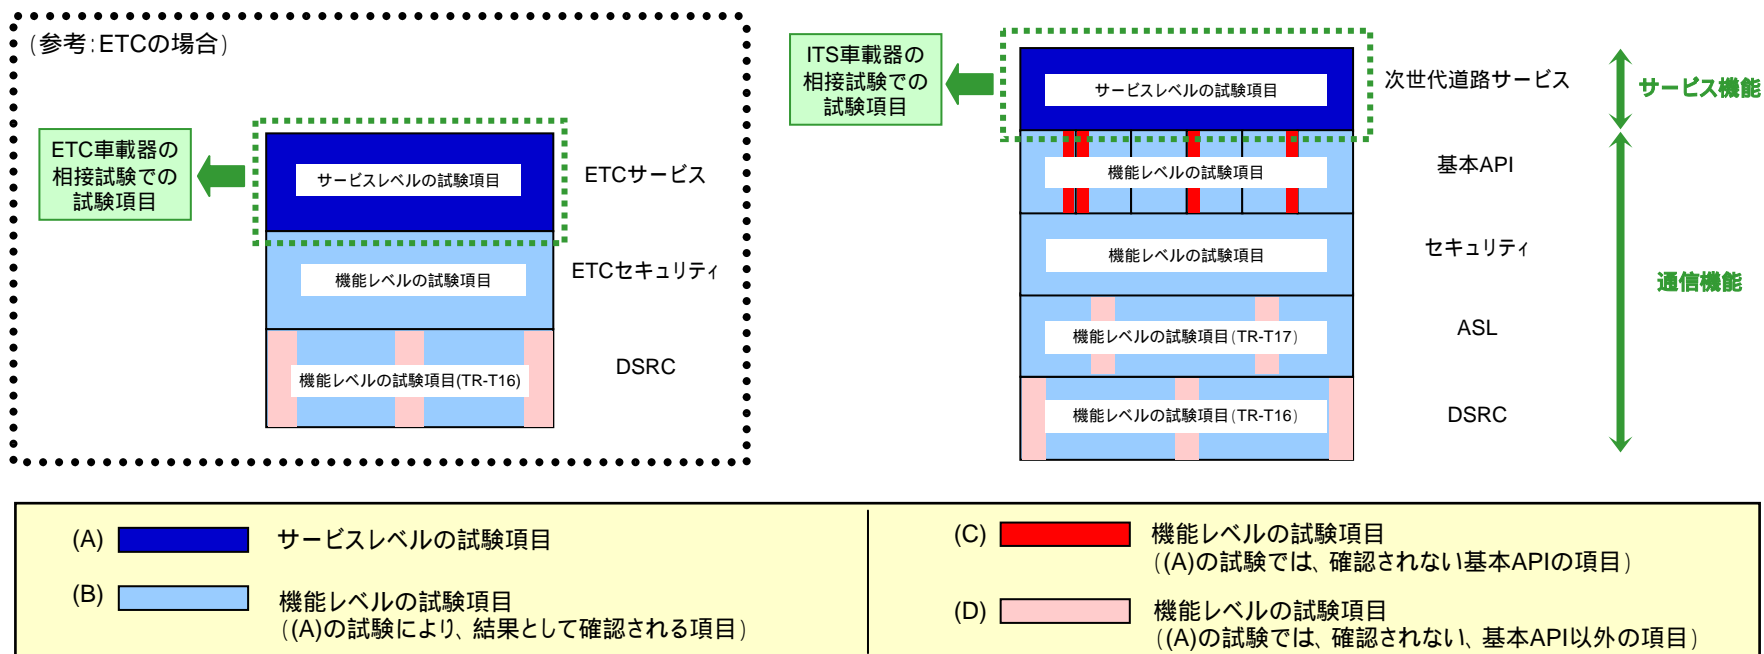 (参考:ETCの場合)
ETC車載器の
相接試験での
試験項目
サービスレベルの試験項目
ETCサービス
機能レベルの試験項目
ETCセキュリティ
機能レベルの試験項目(TR-T16)
DSRC
ITS車載器の
相接試験での
試験項目
サービスレベルの試験項目
次世代道路サービス
サービス機能
機能レベルの試験項目
基本API
機能レベルの試験項目
セキュリティ
通信機能
機能レベルの試験項目(TR-T17)
ASL
機能レベルの試験項目(TR-T16)
DSRC
(A)
サービスレベルの試験項目
(B)
機能レベルの試験項目
((A)の試験により、結果として確認される項目)
(C)
機能レベルの試験項目
((A)の試験では、確認されない基本APIの項目)
(D)
機能レベルの試験項目
((A)の試験では、確認されない、基本API以外の項目)